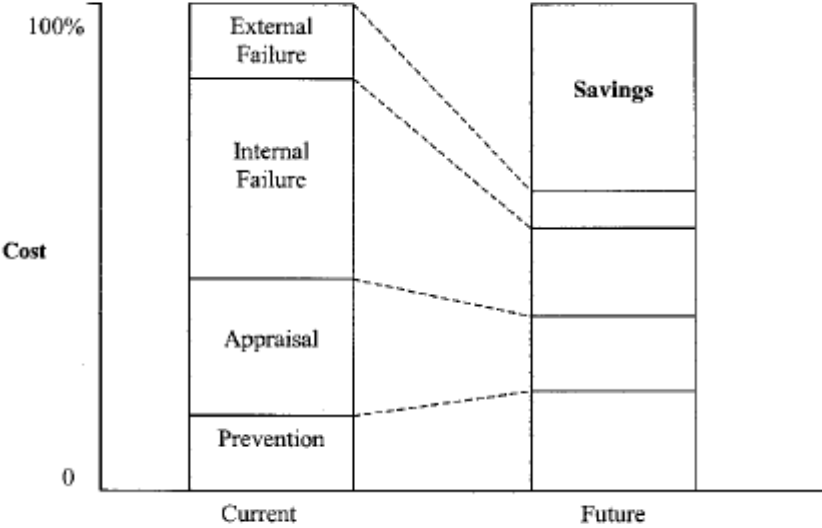 100%
External
Failure
Savings
Internal
Failure
Cost
Appraisal
Prevention
0
Current
Future